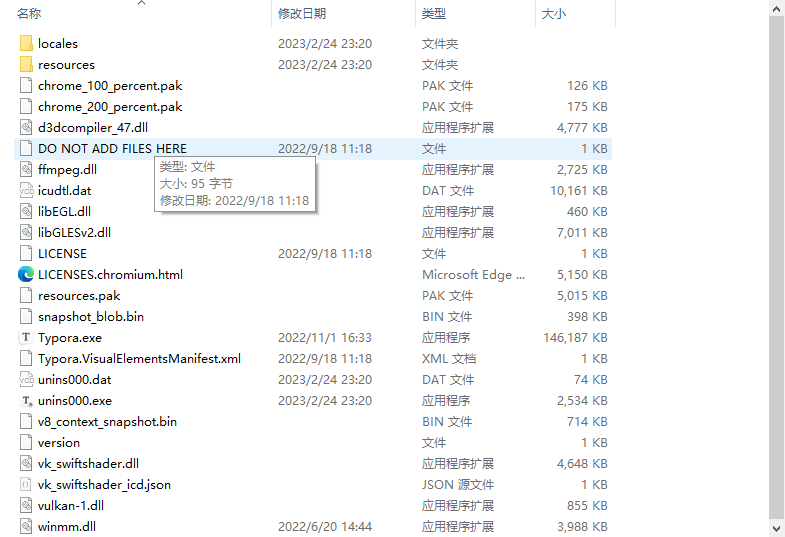 名称 修改日期 类型 大小
locales 2023/2/24 23:20 文件夹
resources 2023/2/24 23:20 文件夹
chrome_100_percent.pak PAK 文件 126 KB
chrome_200_percent.pak PAK 文件 175 KB
d3dcompiler_47.dll 应用程序扩展 4,777 KB
DO NOT ADD FILES HERE 2022/9/18 11:18 文件 1 KB
类型: 文件
大小: 95 字节
修改日期: 2022/9/18 11:18
ffmpeg.dll 应用程序扩展 2,725 KB
icudtl.dat DAT 文件 10,161 KB
libEGL.dll 应用程序扩展 460 KB
libGLESv2.dll 应用程序扩展 7,011 KB
LICENSE 2022/9/18 11:18 文件 1 KB
LICENSES.chromium.html Microsoft Edge ... 5,150 KB
resources.pak PAK 文件 5,015 KB
snapshot_blob.bin BIN 文件 398 KB
Typora.exe 2022/11/1 16:33 应用程序 146,187 KB
Typora.VisualElementsManifest.xml 2022/9/18 11:18 XML 文档 1 KB
unins000.dat 2023/2/24 23:20 DAT 文件 74 KB
unins000.exe 2023/2/24 23:20 应用程序 2,534 KB
v8_context_snapshot.bin BIN 文件 714 KB
version 文件 1 KB
vk_swiftshader.dll 应用程序扩展 4,648 KB
vk_swiftshader_icd.json JSON 源文件 1 KB
vulkan-1.dll 应用程序扩展 855 KB
winmm.dll 2022/6/20 14:44 应用程序扩展 3,988 KB